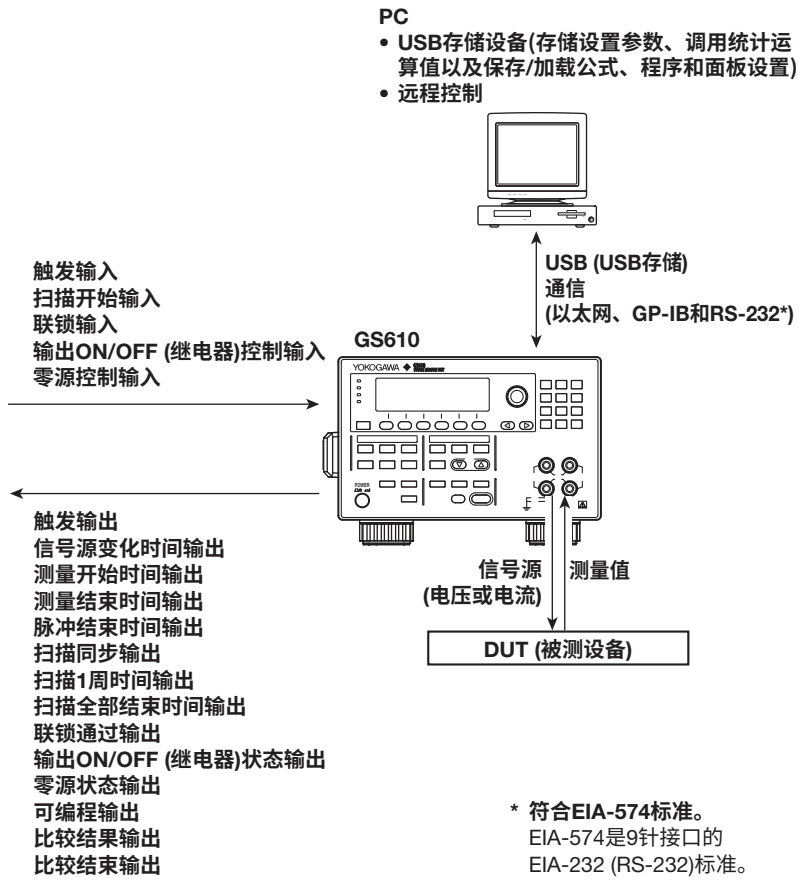 PC
• USB存储设备(存储设置参数、调用统计运
算值以及保存/加载公式、程序和面板设置)
• 远程控制
USB (USB存储)
通信
(以太网、GP-IB和RS-232*)
触发输入
扫描开始输入
联锁输入
输出ON/OFF (继电器)控制输入
零源控制输入
GS610
YOKOGAWA
POWER
触发输出
信号源变化时间输出
测量开始时间输出
测量结束时间输出
脉冲结束时间输出
扫描同步输出
扫描1周时间输出
扫描全部结束时间输出
联锁通过输出
输出ON/OFF (继电器)状态输出
零源状态输出
可编程输出
比较结果输出
比较结束输出
信号源
(电压或电流)
测量值
DUT (被测设备)
* 符合EIA-574标准。
EIA-574是9针接口的
EIA-232 (RS-232)标准。